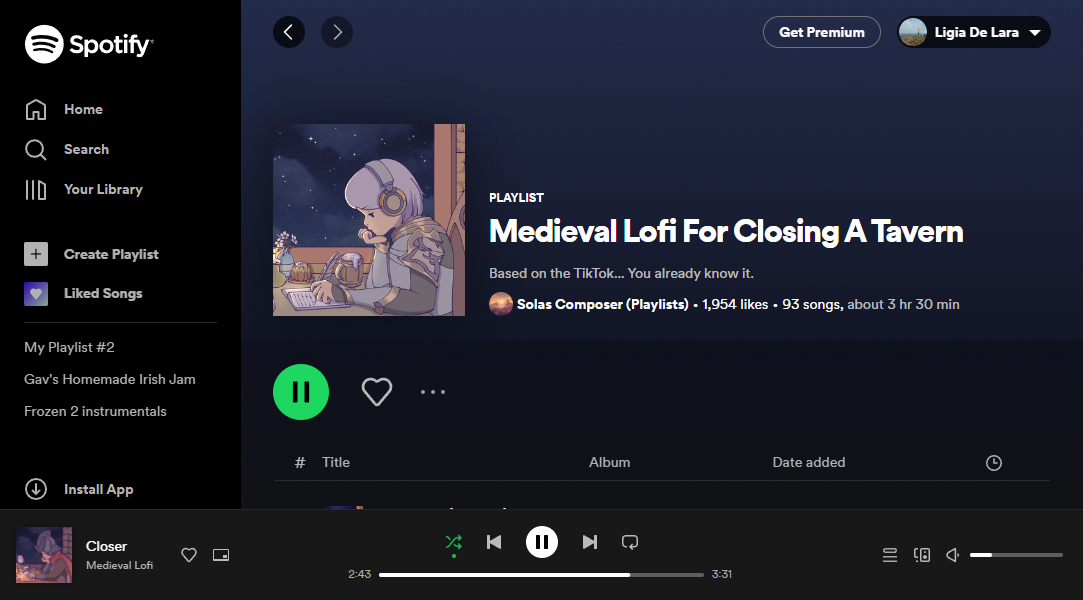 Spotify
Get Premium
Ligia De Lara
Home
Search
Your Library
Create Playlist
Liked Songs
My Playlist #2
Gav's Homemade Irish Jam
Frozen 2 instrumentals
Install App
PLAYLIST
Medieval Lofi For Closing A Tavern
Based on the TikTok... You already know it.
Solas Composer (Playlists) • 1,954 likes • 93 songs, about 3 hr 30 min
# Title Album Date added
Closer
Medieval Lofi
2:43 3:31